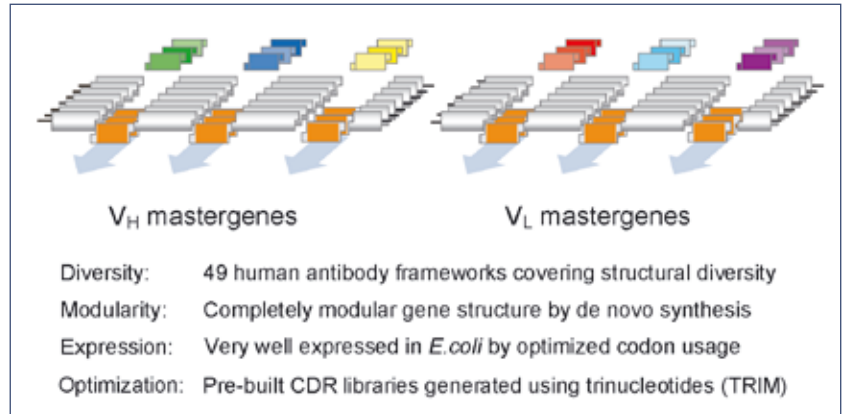 V_H mastergenes V_L mastergenes
Diversity: 49 human antibody frameworks covering structural diversity
Modularity: Completely modular gene structure by de novo synthesis
Expression: Very well expressed in E.coli by optimized codon usage
Optimization: Pre-built CDR libraries generated using trinucleotides (TRIM)